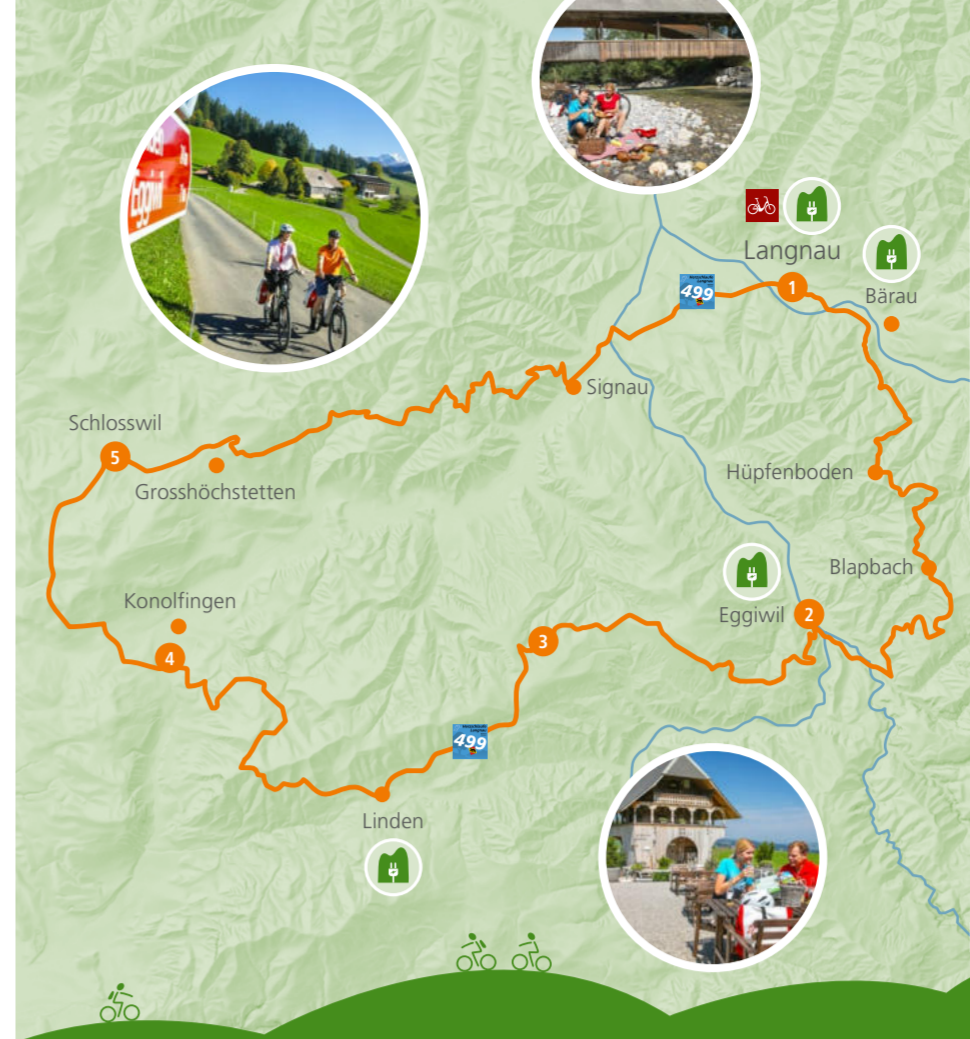 Eggiwil
Langnau
1
Bärau
499
Signau
Schlosswil
5
Grosshöchstetten
Hüpfenboden
Blapbach
Konolfingen
4
Eggiwil
2
3
499
Linden